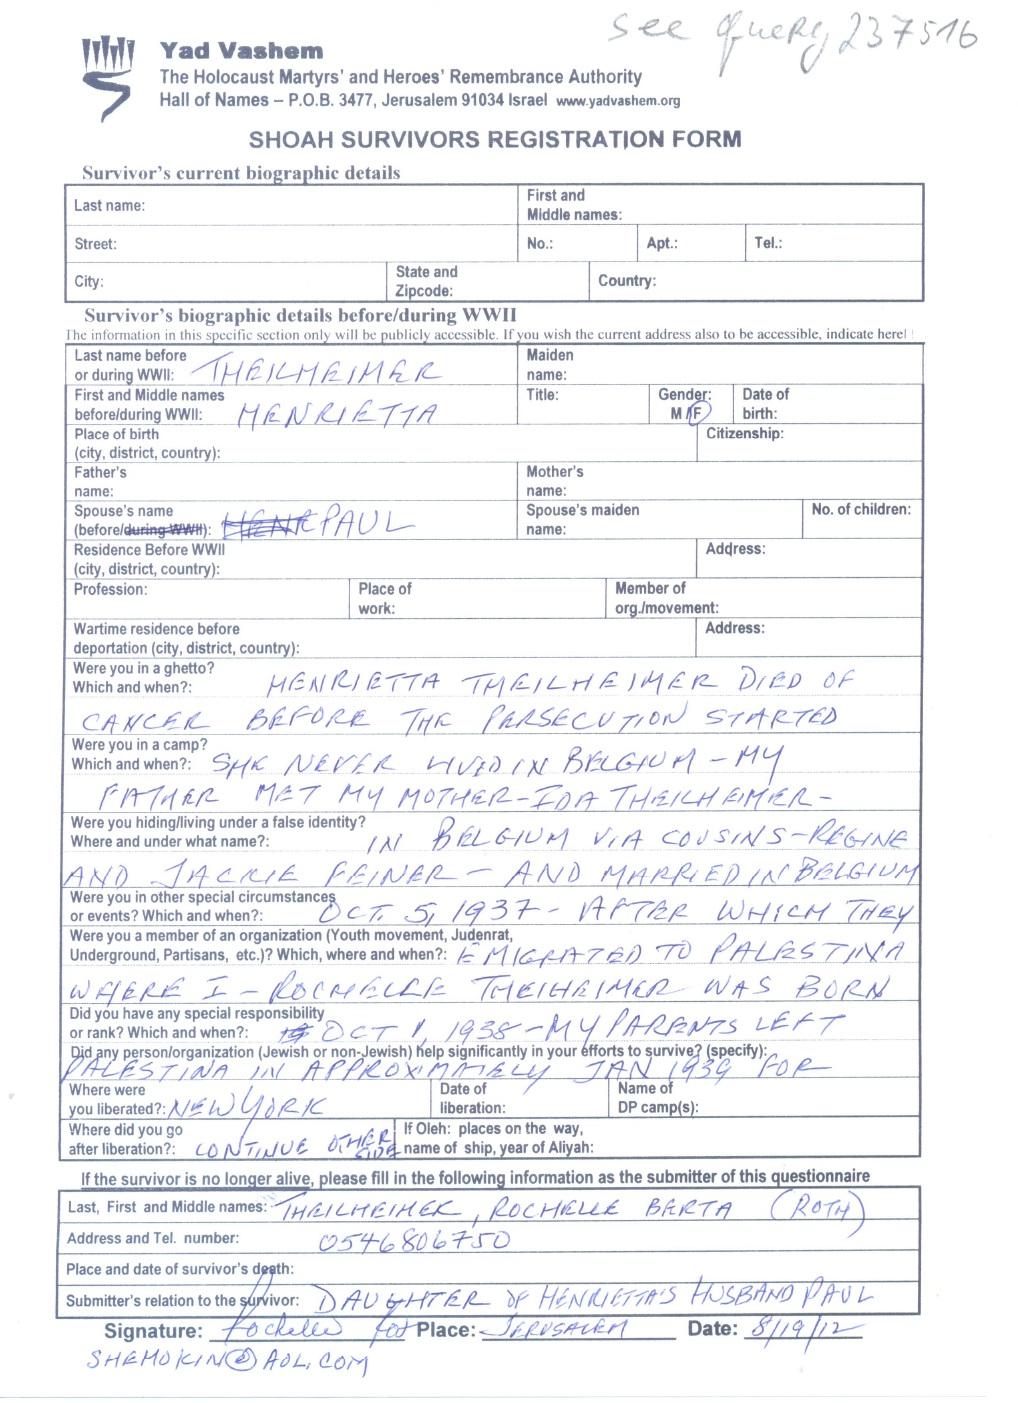 See query 237516
Yad Vashem
The Holocaust Martyrs' and Heroes' Remembrance Authority
Hall of Names – P.O.B. 3477, Jerusalem 91034 Israel www.yadvashem.org
SHOAH SURVIVORS REGISTRATION FORM
Survivor's current biographic details
Last name: First and Middle names:
Street: No.: Apt.: Tel.:
City: State and Zipcode: Country:
Survivor's biographic details before/during WWII
The information in this specific section only will be publicly accessible. If you wish the current address also to be accessible, indicate here!
Last name before or during WWII: THEILHEIMER Maiden name:
First and Middle names before/during WWII: HENRIETTA Title: Gender: M/F Date of birth:
Place of birth (city, district, country): Citizenship:
Father's name: Mother's name:
Spouse's name (before/during WWII): PAUL Spouse's maiden name: No. of children:
Residence Before WWII (city, district, country): Address:
Profession: Place of work: Member of org./movement:
Wartime residence before deportation (city, district, country): Address:
Were you in a ghetto?
Which and when?: HENRIETTA THEILHEIMER DIED OF
CANCER BEFORE THE PERSECUTION STARTED
Were you in a camp?
Which and when?: SHE NEVER LIVED IN BELGIUM – MY
FATHER MET MY MOTHER – IDA THEILHEIMER –
Were you hiding/living under a false identity?
Where and under what name?: IN BELGIUM VIA COUSINS – REGINE
AND JACKIE FEINER – AND MARRIED IN BELGIUM
Were you in other special circumstances
or events? Which and when?: OCT. 5, 1937 – AFTER WHICH THEY
Were you a member of an organization (Youth movement, Judenrat,
Underground, Partisans, etc.)? Which, where and when?: EMIGRATED TO PALESTINA
WHERE I – ROCHELLE THEILHEIMER WAS BORN
Did you have any special responsibility
or rank? Which and when?: OCT 1, 1938 – MY PARENTS LEFT
Did any person/organization (Jewish or non-Jewish) help significantly in your efforts to survive? (specify):
PALESTINA IN APPROXIMATELY JAN 1939 FOR
Where were you liberated?: NEW YORK Date of liberation: Name of DP camp(s):
Where did you go after liberation?: CONTINUE OTHER SIDE If Oleh: places on the way, name of ship, year of Aliyah:
If the survivor is no longer alive, please fill in the following information as the submitter of this questionnaire
Last, First and Middle names: THEILHEIMER, ROCHELLE BERTA (ROTH)
Address and Tel. number: 0546806750
Place and date of survivor's death:
Submitter's relation to the survivor: DAUGHTER OF HENRIETTA'S HUSBAND PAUL
Signature: Rochelle Place: JERUSALEM Date: 8/19/12
SHEMOKIN@AOL.COM